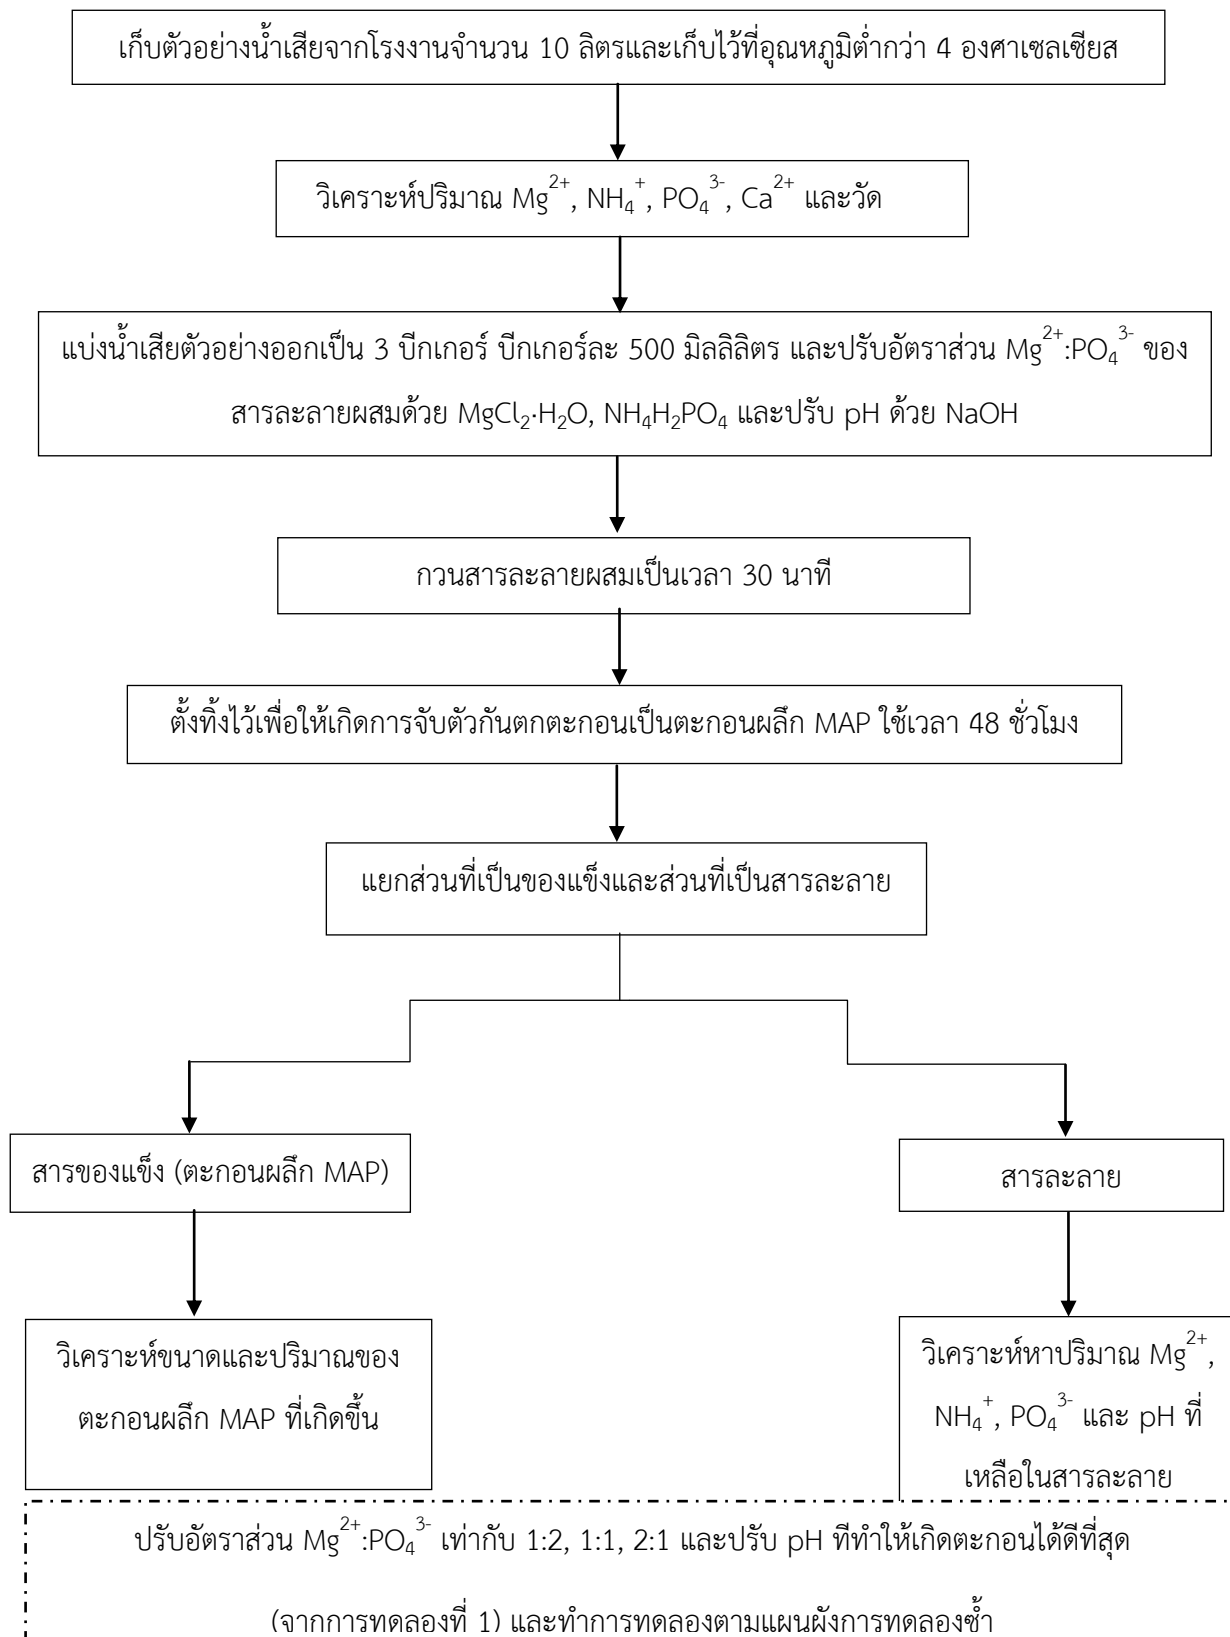 เก็บตัวอย่างน้ำเสียจากโรงงานจำนวน 10 ลิตรและเก็บไว้ที่อุณหภูมิต่ำกว่า 4 องศาเซลเซียส
วิเคราะห์ปริมาณ Mg²⁺, NH₄⁺, PO₄³⁻, Ca²⁺ และวัด
แบ่งน้ำเสียตัวอย่างออกเป็น 3 บีกเกอร์ บีกเกอร์ละ 500 มิลลิลิตร และปรับอัตราส่วน Mg²⁺:PO₄³⁻ ของ
สารละลายผสมด้วย MgCl₂·H₂O, NH₄H₂PO₄ และปรับ pH ด้วย NaOH
กวนสารละลายผสมเป็นเวลา 30 นาที
ตั้งทิ้งไว้เพื่อให้เกิดการจับตัวกันตกตะกอนเป็นตะกอนผลึก MAP ใช้เวลา 48 ชั่วโมง
แยกส่วนที่เป็นของแข็งและส่วนที่เป็นสารละลาย
สารของแข็ง (ตะกอนผลึก MAP)
สารละลาย
วิเคราะห์ขนาดและปริมาณของ
ตะกอนผลึก MAP ที่เกิดขึ้น
วิเคราะห์หาปริมาณ Mg²⁺,
NH₄⁺, PO₄³⁻ และ pH ที่
เหลือในสารละลาย
ปรับอัตราส่วน Mg²⁺:PO₄³⁻ เท่ากับ 1:2, 1:1, 2:1 และปรับ pH ทีทำให้เกิดตะกอนได้ดีที่สุด
(จากการทดลองที่ 1) และทำการทดลองตามแผนผังการทดลองซ้ำ